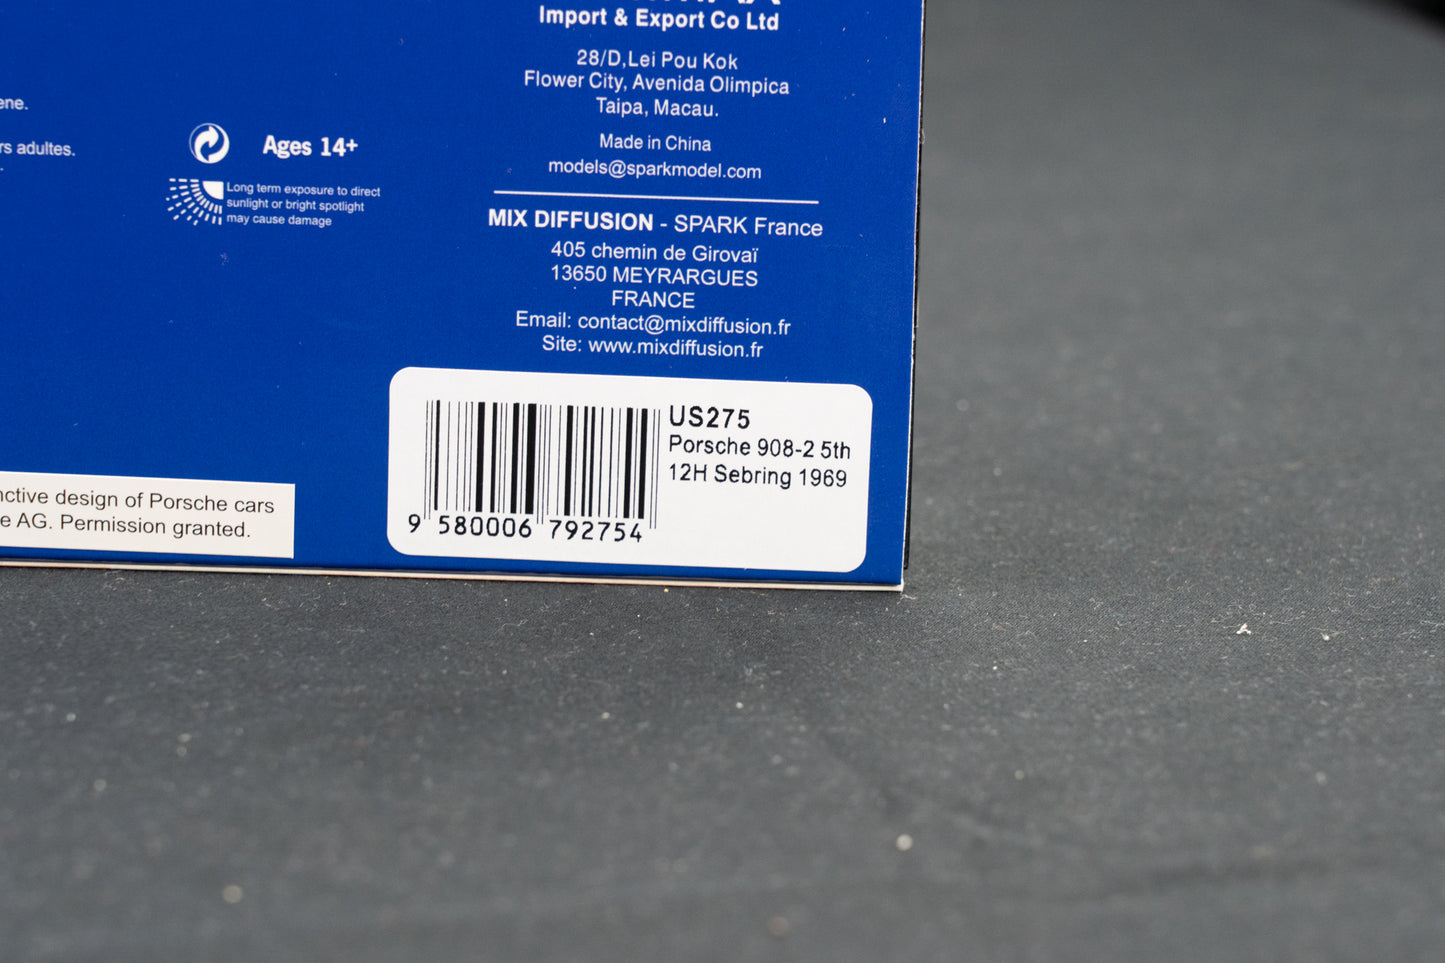 Import & Export Co Ltd
28/D,Lei Pou Kok
Flower City, Avenida Olimpica
Taipa, Macau.
Made in China
models@sparkmodel.com
ene.
rs adultes.
Ages 14+
Long term exposure to direct
sunlight or bright spotlight
may cause damage
MIX DIFFUSION - SPARK France
405 chemin de Girovaï
13650 MEYRARGUES
FRANCE
Email: contact@mixdiffusion.fr
Site: www.mixdiffusion.fr
US275
Porsche 908-2 5th
12H Sebring 1969
9 580006 792754
nctive design of Porsche cars
e AG. Permission granted.